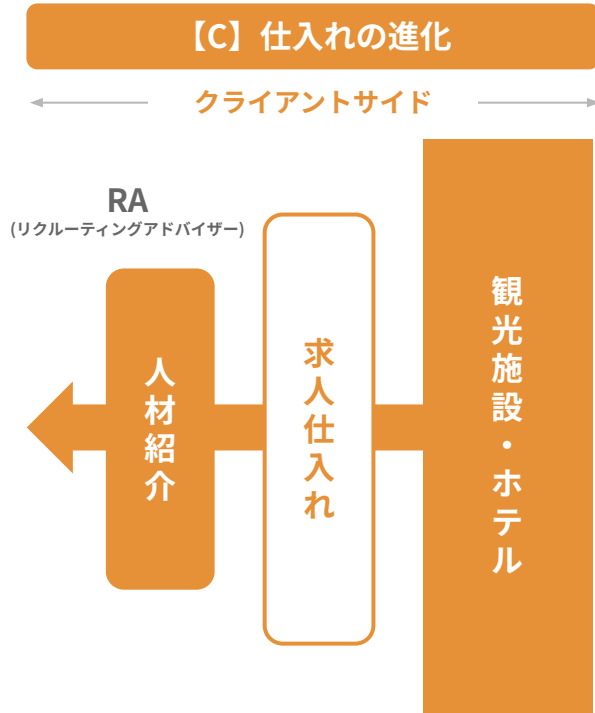 【C】仕入れの進化
クライアントサイド
RA
(リクルーティングアドバイザー)
人材紹介
求人仕入れ
観光施設・ホテル